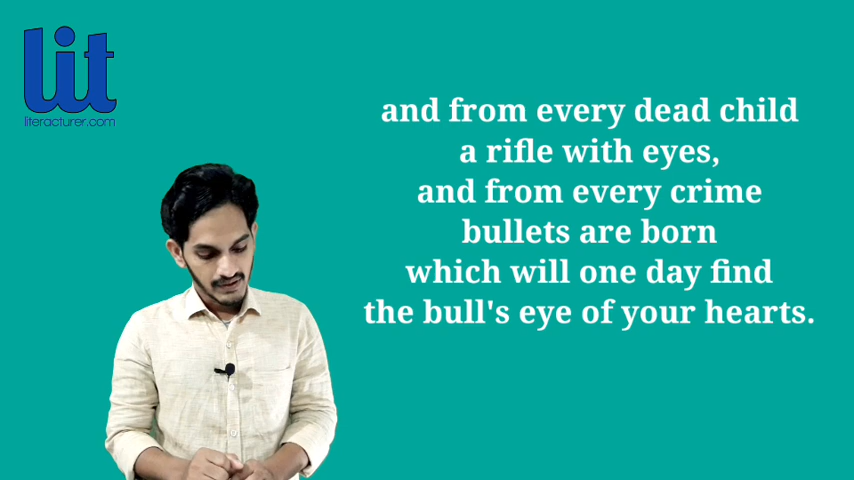 lit
literacturer.com
and from every dead child
a rifle with eyes,
and from every crime
bullets are born
which will one day find
the bull's eye of your hearts.